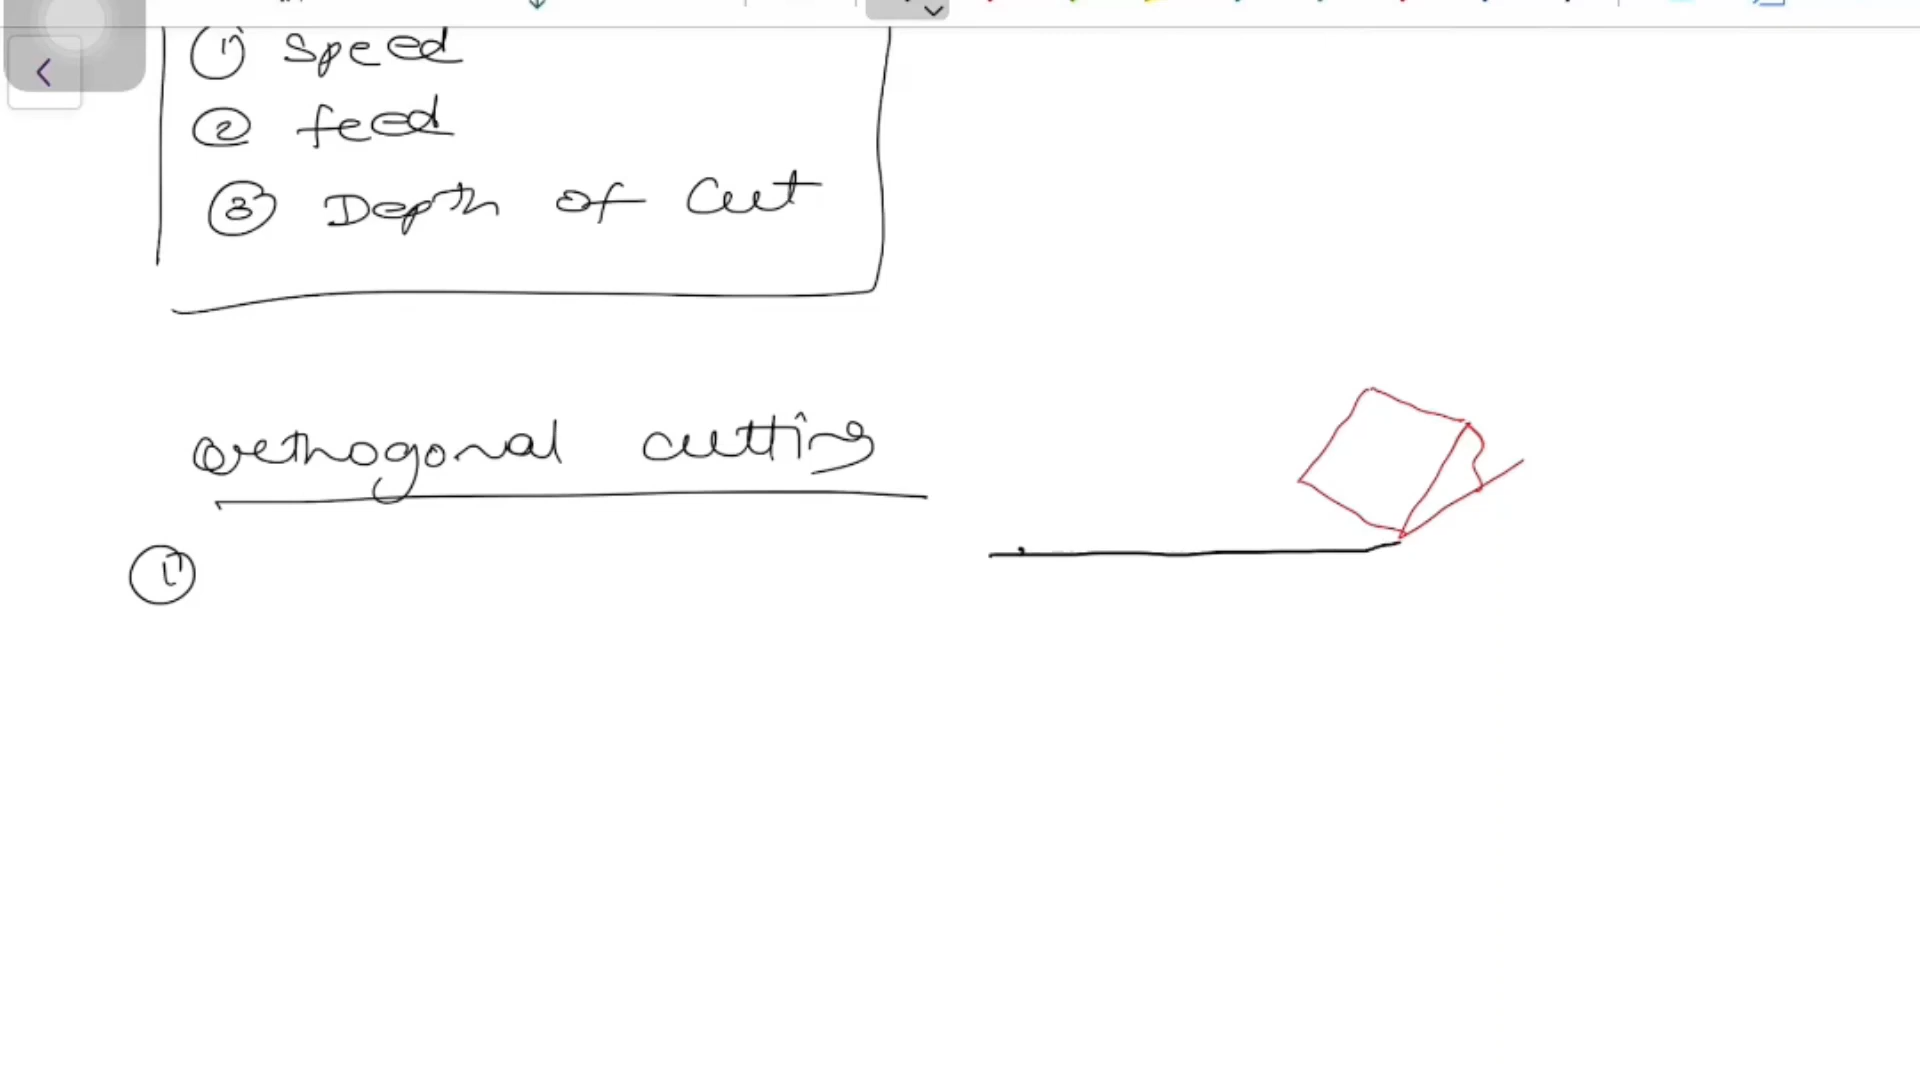 ① Speed
② feed
③ Depth of Cut
Orthogonal cutting
①